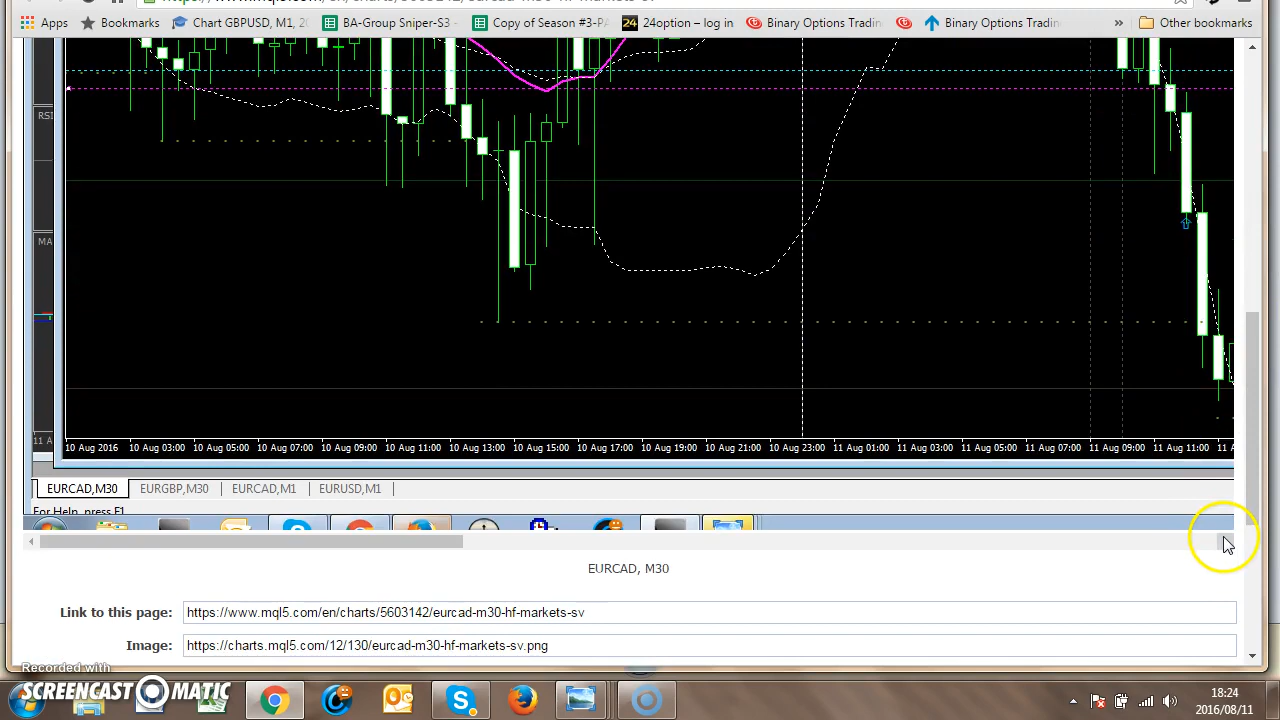 Apps Bookmarks Chart GBPUSD, M1, 20 BA-Group Sniper-S3 - Copy of Season #3-PA 24 24option – log in Binary Options Tradin Binary Options Tradin » Other bookmarks
RSI
MA
11 A
10 Aug 2016 10 Aug 03:00 10 Aug 05:00 10 Aug 07:00 10 Aug 09:00 10 Aug 11:00 10 Aug 13:00 10 Aug 15:00 10 Aug 17:00 10 Aug 19:00 10 Aug 21:00 10 Aug 23:00 11 Aug 01:00 11 Aug 03:00 11 Aug 05:00 11 Aug 07:00 11 Aug 09:00 11 Aug 11:00 11 A
EURCAD,M30 EURGBP,M30 EURCAD,M1 EURUSD,M1
For Help, press F1
EURCAD, M30
Link to this page: https://www.mql5.com/en/charts/5603142/eurcad-m30-hf-markets-sv
Image: https://charts.mql5.com/12/130/eurcad-m30-hf-markets-sv.png
Recorded with
SCREENCAST MATIC
18:24
2016/08/11